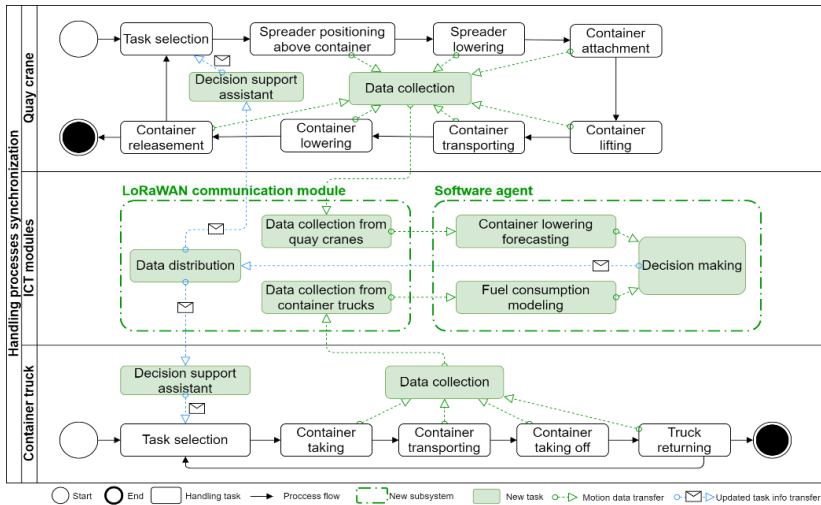 Handling processes synchronization
Quay crane
Task selection
Spreader positioning
above container
Spreader
lowering
Container
attachment
Decision support
assistant
Data collection
Container
releasement
Container
lowering
Container
transporting
Container
lifting
ICT modules
LoRaWAN communication module
Software agent
Data collection from
quay cranes
Container lowering
forecasting
Data distribution
Decision making
Data collection from
container trucks
Fuel consumption
modeling
Container truck
Decision support
assistant
Data collection
Task selection
Container
taking
Container
transporting
Container
taking off
Truck
returning
Start
End
Handling task
Proccess flow
New subsystem
New task
Motion data transfer
Updated task info transfer